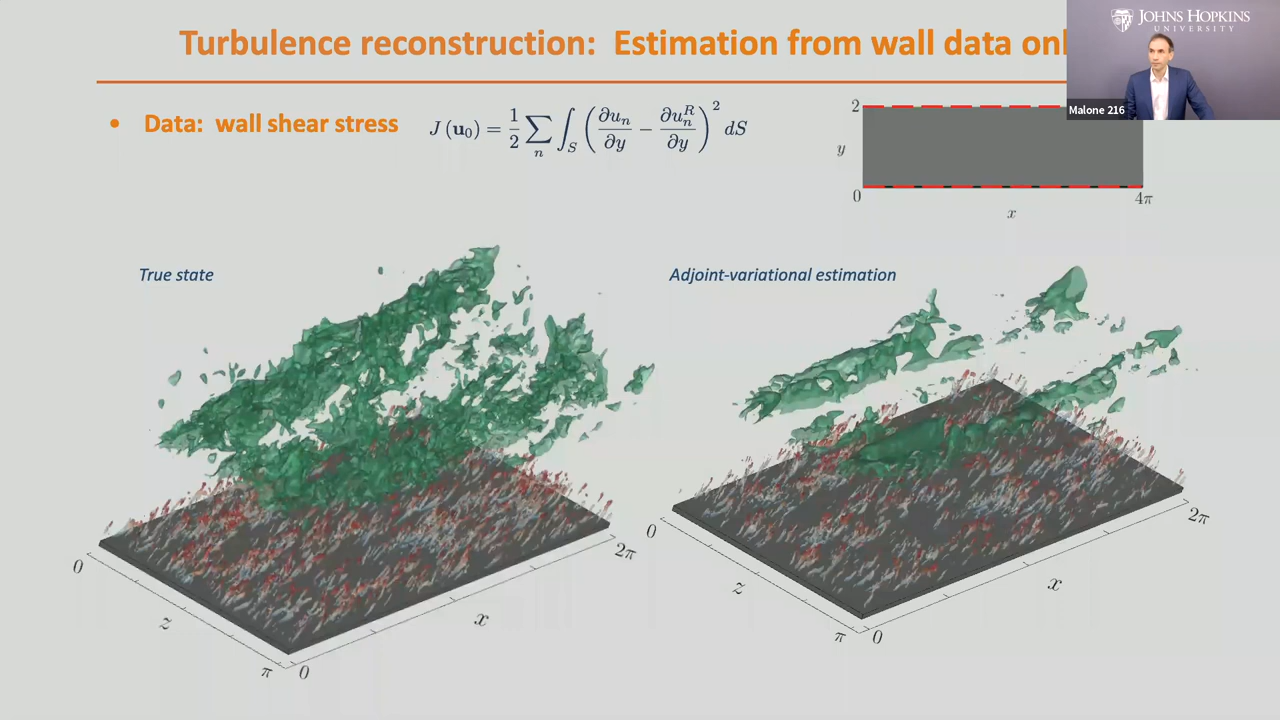 Turbulence reconstruction: Estimation from wall data
JOHNS HOPKINS
UNIVERSITY
Malone 216
• Data: wall shear stress J(u₀) = 1/2 ∑ₙ ∫_S (∂uₙ/∂y − ∂uₙᴿ/∂y)² dS
2
y
0
4π
x
True state
Adjoint-variational estimation
0
z
π
0
x
2π
0
z
π
0
x
2π